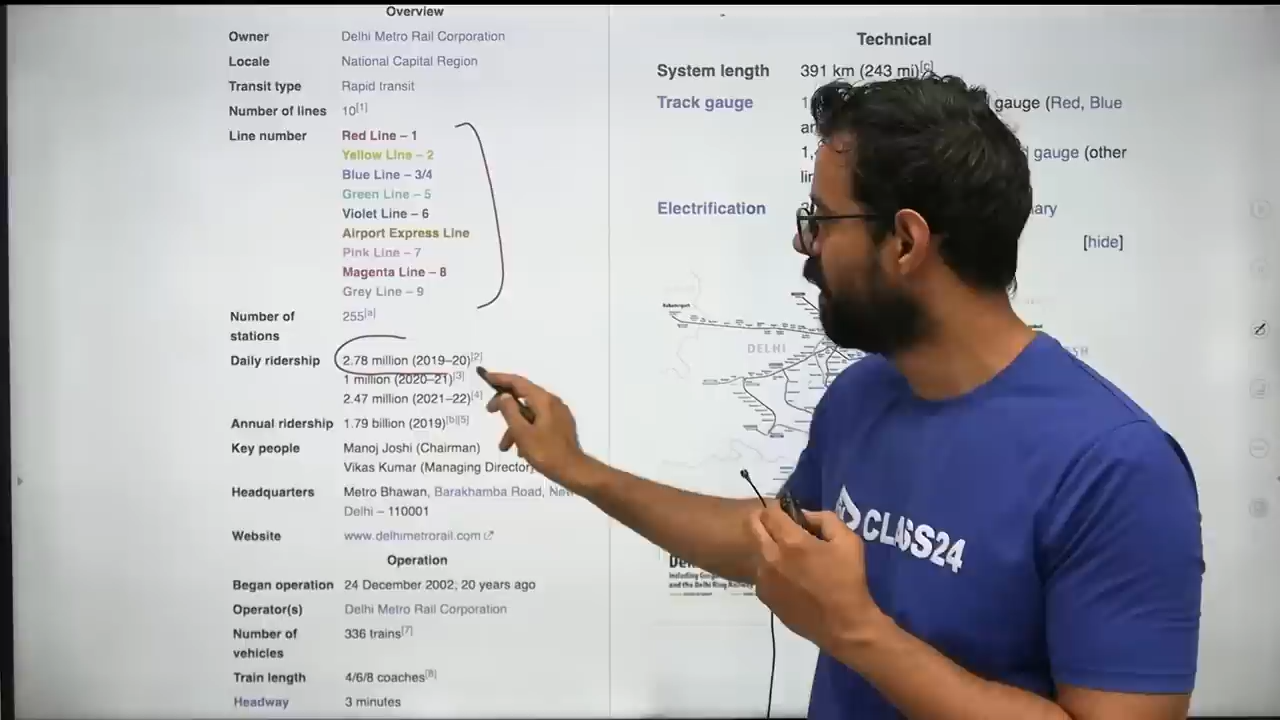 Overview
Owner Delhi Metro Rail Corporation
Locale National Capital Region
Transit type Rapid transit
Number of lines 10[1]
Line number Red Line – 1
Yellow Line – 2
Blue Line – 3/4
Green Line – 5
Violet Line – 6
Airport Express Line
Pink Line – 7
Magenta Line – 8
Grey Line – 9
Number of stations 255[a]
Daily ridership 2.78 million (2019–20)[2]
1 million (2020–21)[3]
2.47 million (2021–22)[4]
Annual ridership 1.79 billion (2019)[b][5]
Key people Manoj Joshi (Chairman)
Vikas Kumar (Managing Director)
Headquarters Metro Bhawan, Barakhamba Road, New
Delhi – 110001
Website www.delhimetrorail.com
Operation
Began operation 24 December 2002; 20 years ago
Operator(s) Delhi Metro Rail Corporation
Number of vehicles 336 trains[7]
Train length 4/6/8 coaches[8]
Headway 3 minutes
Technical
System length 391 km (243 mi)[c]
Track gauge gauge (Red, Blue
gauge (other
Electrification
[hide]
DELHI
and the Delhi Ring Railway
CLASS24